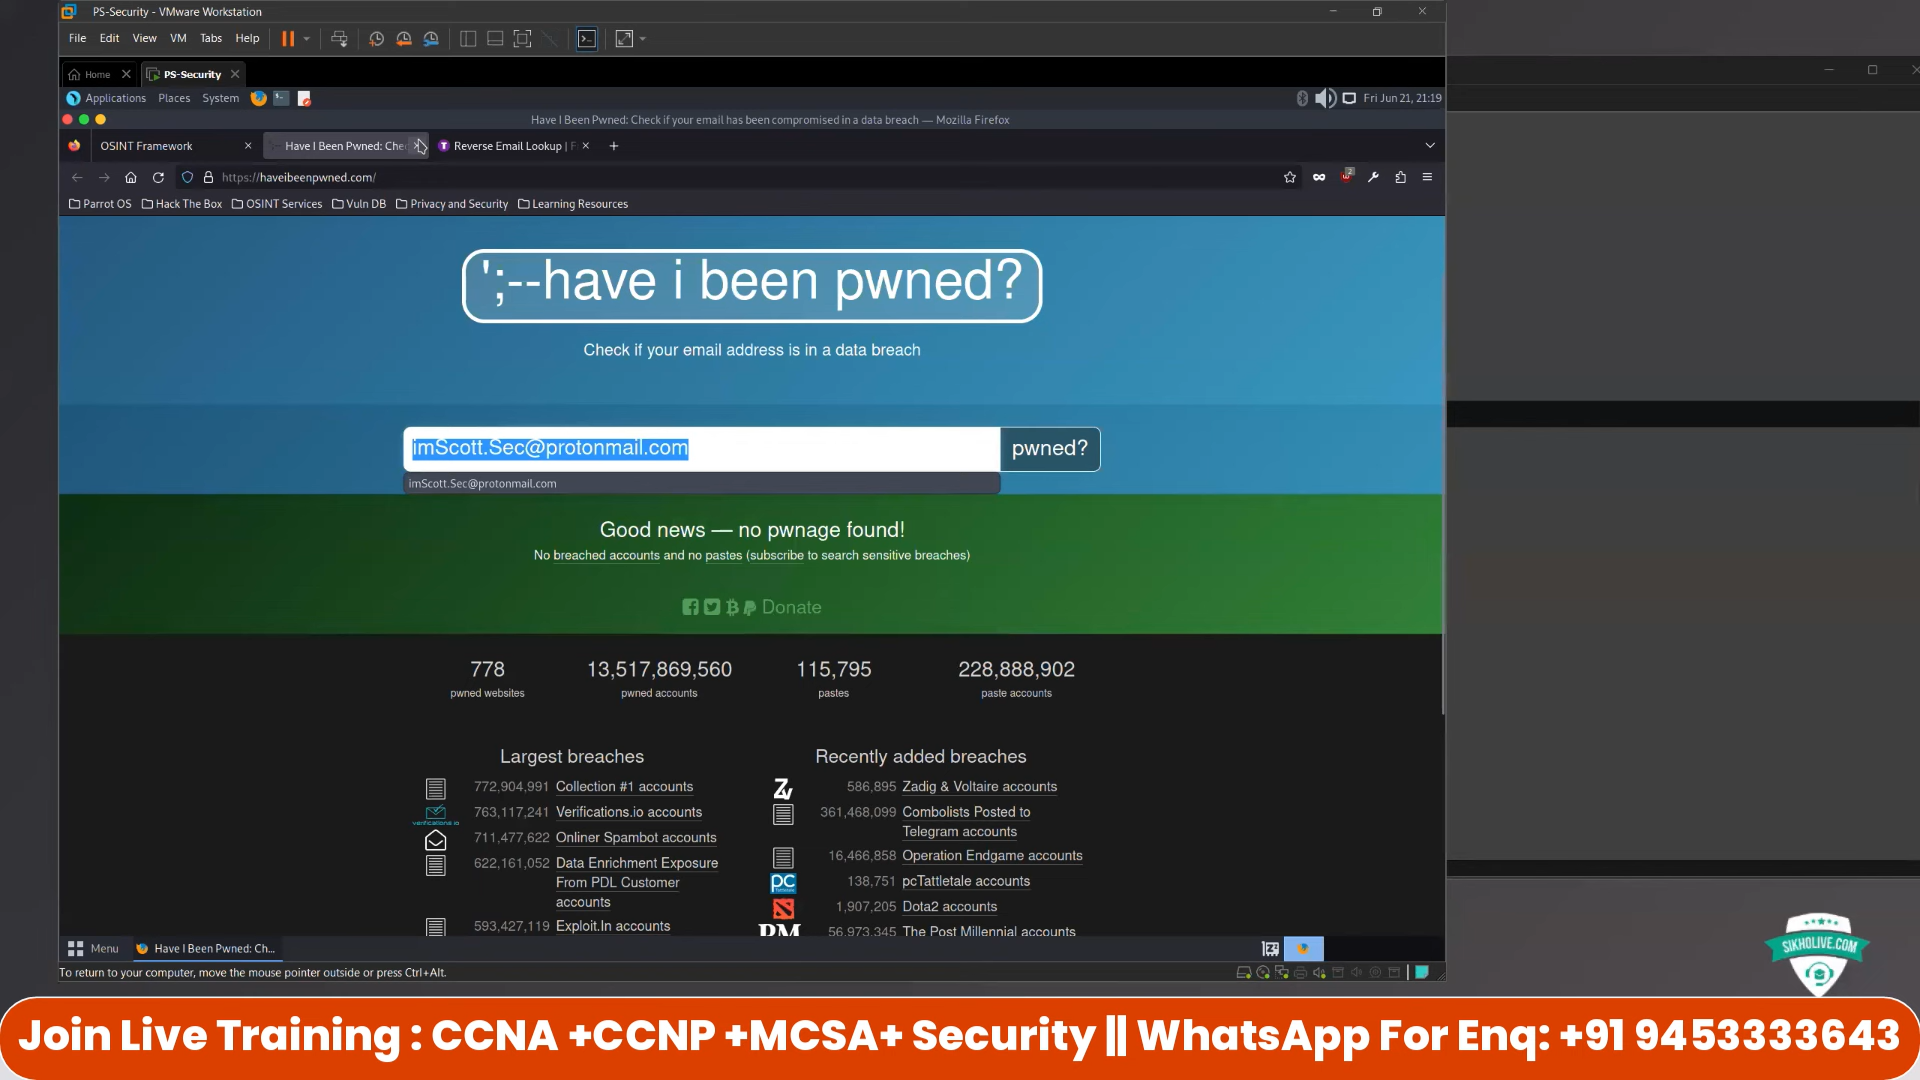 PS-Security - VMware Workstation
File Edit View VM Tabs Help
Home PS-Security
Applications Places System Fri Jun 21, 21:19
Have I Been Pwned: Check if your email has been compromised in a data breach — Mozilla Firefox
OSINT Framework Have I Been Pwned: Che Reverse Email Lookup |
https://haveibeenpwned.com/
Parrot OS Hack The Box OSINT Services Vuln DB Privacy and Security Learning Resources
';--have i been pwned?
Check if your email address is in a data breach
imScott.Sec@protonmail.com pwned?
imScott.Sec@protonmail.com
Good news — no pwnage found!
No breached accounts and no pastes (subscribe to search sensitive breaches)
Donate
778 13,517,869,560 115,795 228,888,902
pwned websites pwned accounts pastes paste accounts
Largest breaches Recently added breaches
772,904,991 Collection #1 accounts
763,117,241 Verifications.io accounts
verifications.io
711,477,622 Onliner Spambot accounts
622,161,052 Data Enrichment Exposure
From PDL Customer
accounts
593,427,119 Exploit.In accounts
Zv 586,895 Zadig & Voltaire accounts
361,468,099 Combolists Posted to
Telegram accounts
16,466,858 Operation Endgame accounts
pc 138,751 pcTattletale accounts
1,907,205 Dota2 accounts
PM 56,973,345 The Post Millennial accounts
Menu Have I Been Pwned: Ch...
To return to your computer, move the mouse pointer outside or press Ctrl+Alt.
SIKHOLIVE.COM
Join Live Training : CCNA +CCNP +MCSA+ Security || WhatsApp For Enq: +91 9453333643